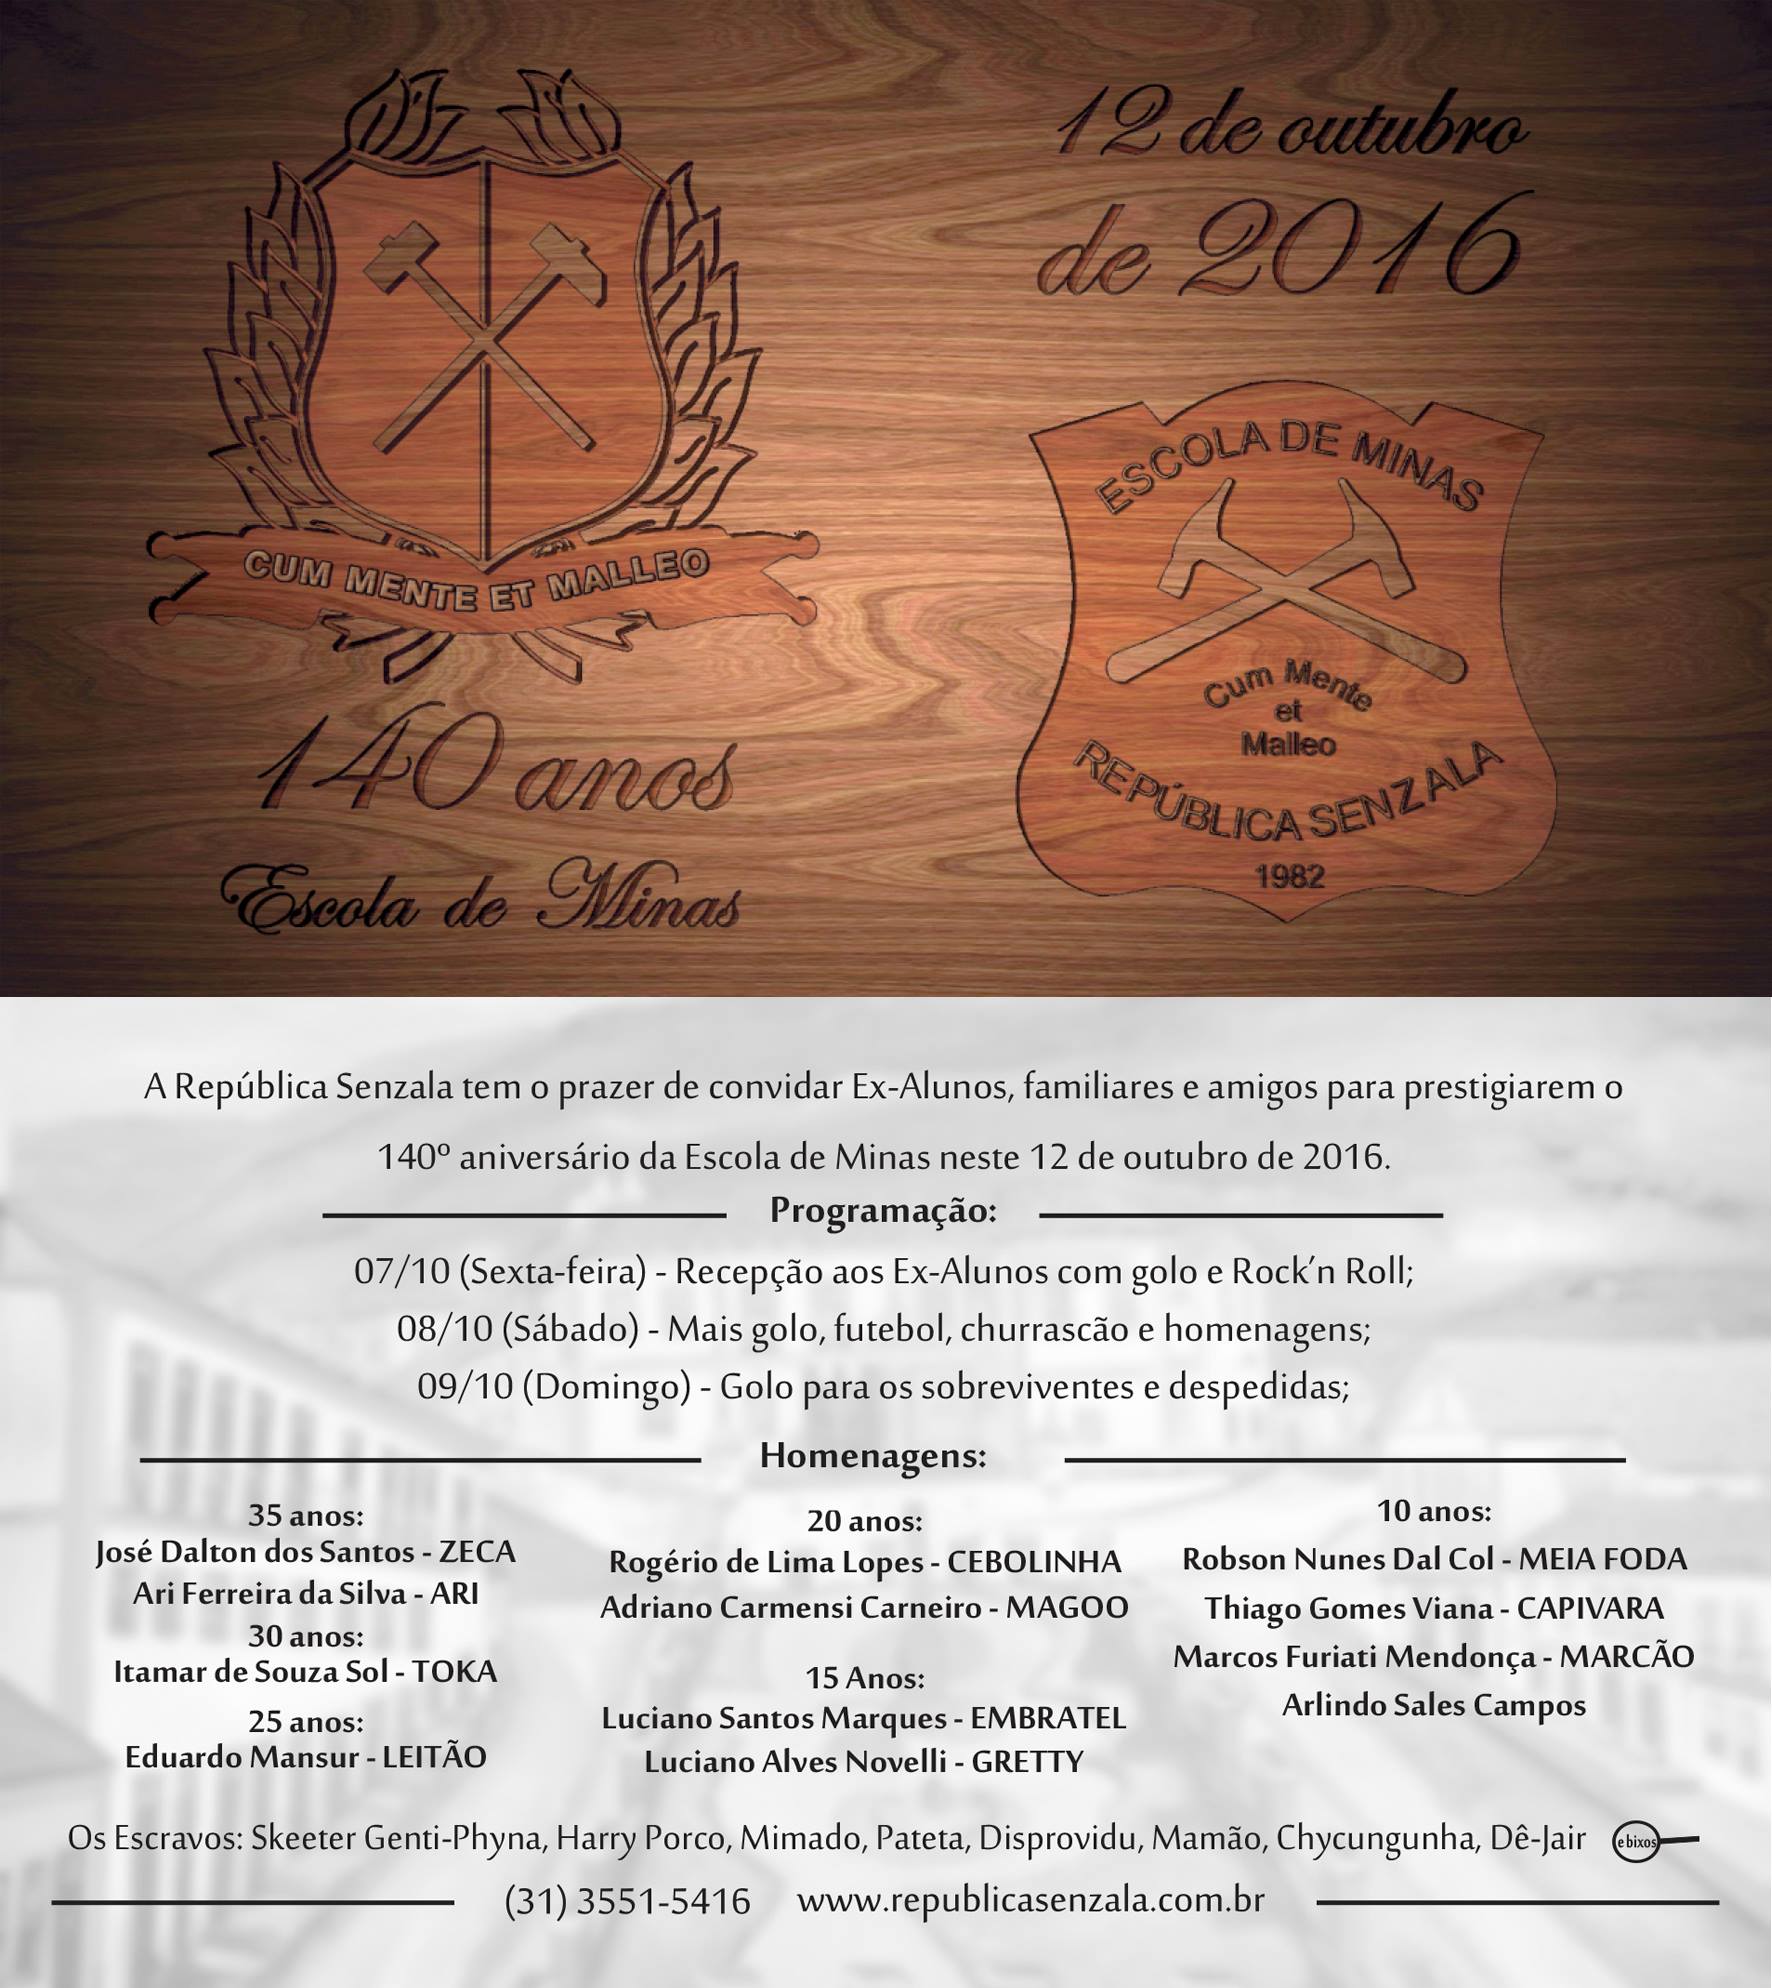 CUM MENTE ET MALLEO
140 anos
Escola de Minas
12 de outubro
de 2016
ESCOLA DE MINAS
Cum Mente
et
Malleo
REPÚBLICA SENZALA
1982
A República Senzala tem o prazer de convidar Ex-Alunos, familiares e amigos para prestigiarem o
140º aniversário da Escola de Minas neste 12 de outubro de 2016.
Programação:
07/10 (Sexta-feira) - Recepção aos Ex-Alunos com golo e Rock’n Roll;
08/10 (Sábado) - Mais golo, futebol, churrascão e homenagens;
09/10 (Domingo) - Golo para os sobreviventes e despedidas;
Homenagens:
35 anos:
José Dalton dos Santos - ZECA
Ari Ferreira da Silva - ARI
30 anos:
Itamar de Souza Sol - TOKA
25 anos:
Eduardo Mansur - LEITÃO
20 anos:
Rogério de Lima Lopes - CEBOLINHA
Adriano Carmensi Carneiro - MAGOO
15 Anos:
Luciano Santos Marques - EMBRATEL
Luciano Alves Novelli - GRETTY
10 anos:
Robson Nunes Dal Col - MEIA FODA
Thiago Gomes Viana - CAPIVARA
Marcos Furiati Mendonça - MARCÃO
Arlindo Sales Campos
Os Escravos: Skeeter Genti-Phyna, Harry Porco, Mimado, Pateta, Disprovidu, Mamão, Chycungunha, Dê-Jair e bixos
(31) 3551-5416 www.republicasenzala.com.br